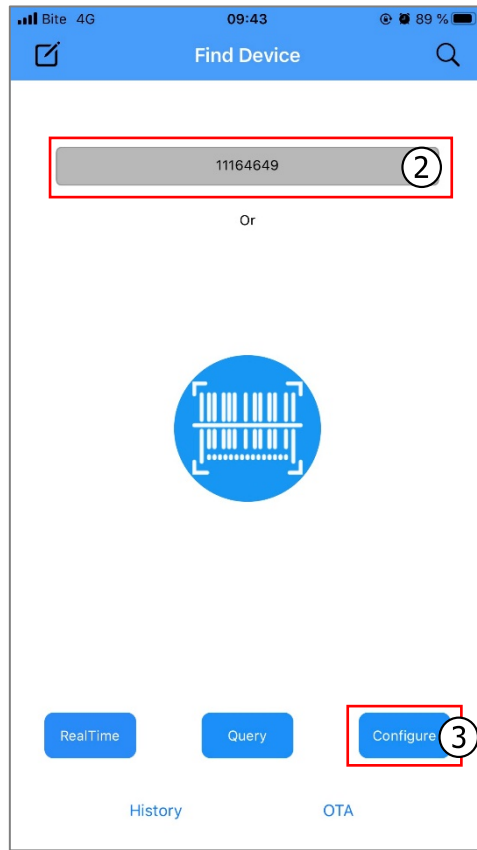 Bite 4G 09:43 89 %
Find Device
11164649 2
Or
RealTime Query Configure 3
History OTA